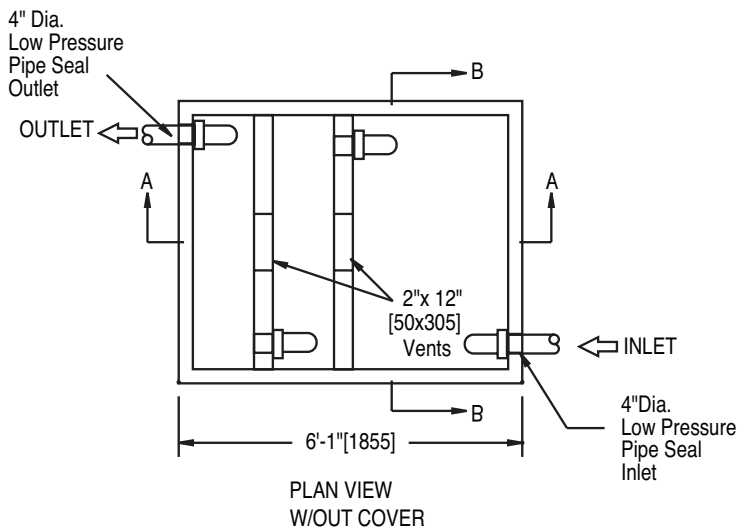 4" Dia.
Low Pressure
Pipe Seal
Outlet
OUTLET
B
A
A
2"x 12"
[50x305]
Vents
INLET
B
4"Dia.
Low Pressure
Pipe Seal
Inlet
6'-1"[1855]
PLAN VIEW
W/OUT COVER